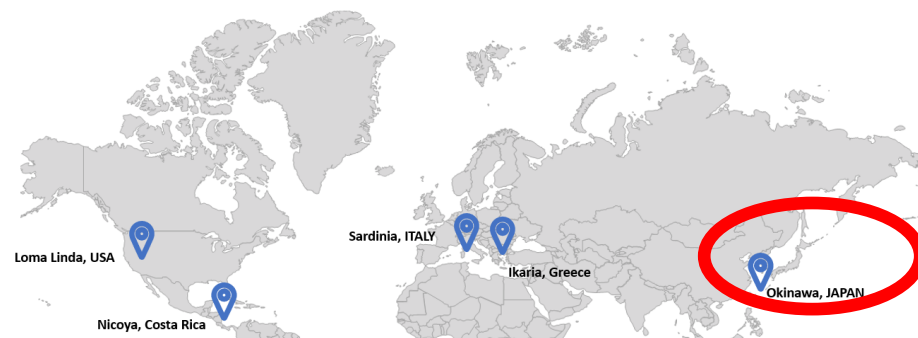 Sardinia, ITALY
Loma Linda, USA
Ikaria, Greece
Okinawa, JAPAN
Nicoya, Costa Rica